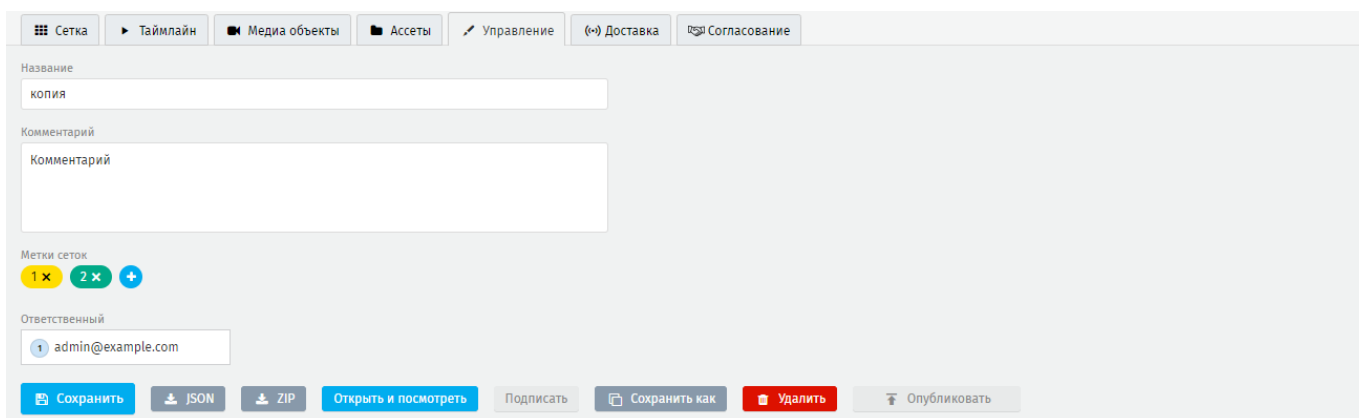 Сетка Таймлайн Медиа объекты Ассеты Управление Доставка Согласование
Название
копия
Комментарий
Комментарий
Метки сеток
1 × 2 × +
Ответственный
1 admin@example.com
Сохранить JSON ZIP Открыть и посмотреть Подписать Сохранить как Удалить Опубликовать